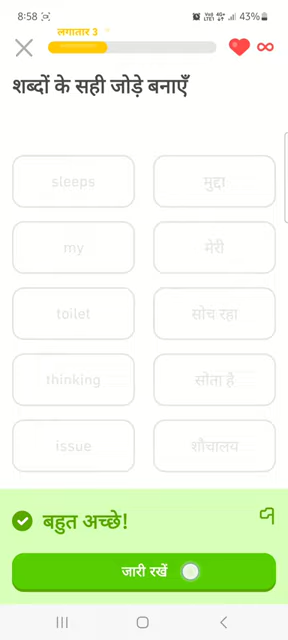 8:58 43%
लगातार 3
शब्दों के सही जोड़े बनाएँ
sleeps मुद्दा
my मेरी
toilet सोच रहा
thinking सोता है
issue शौचालय
बहुत अच्छे!
जारी रखें